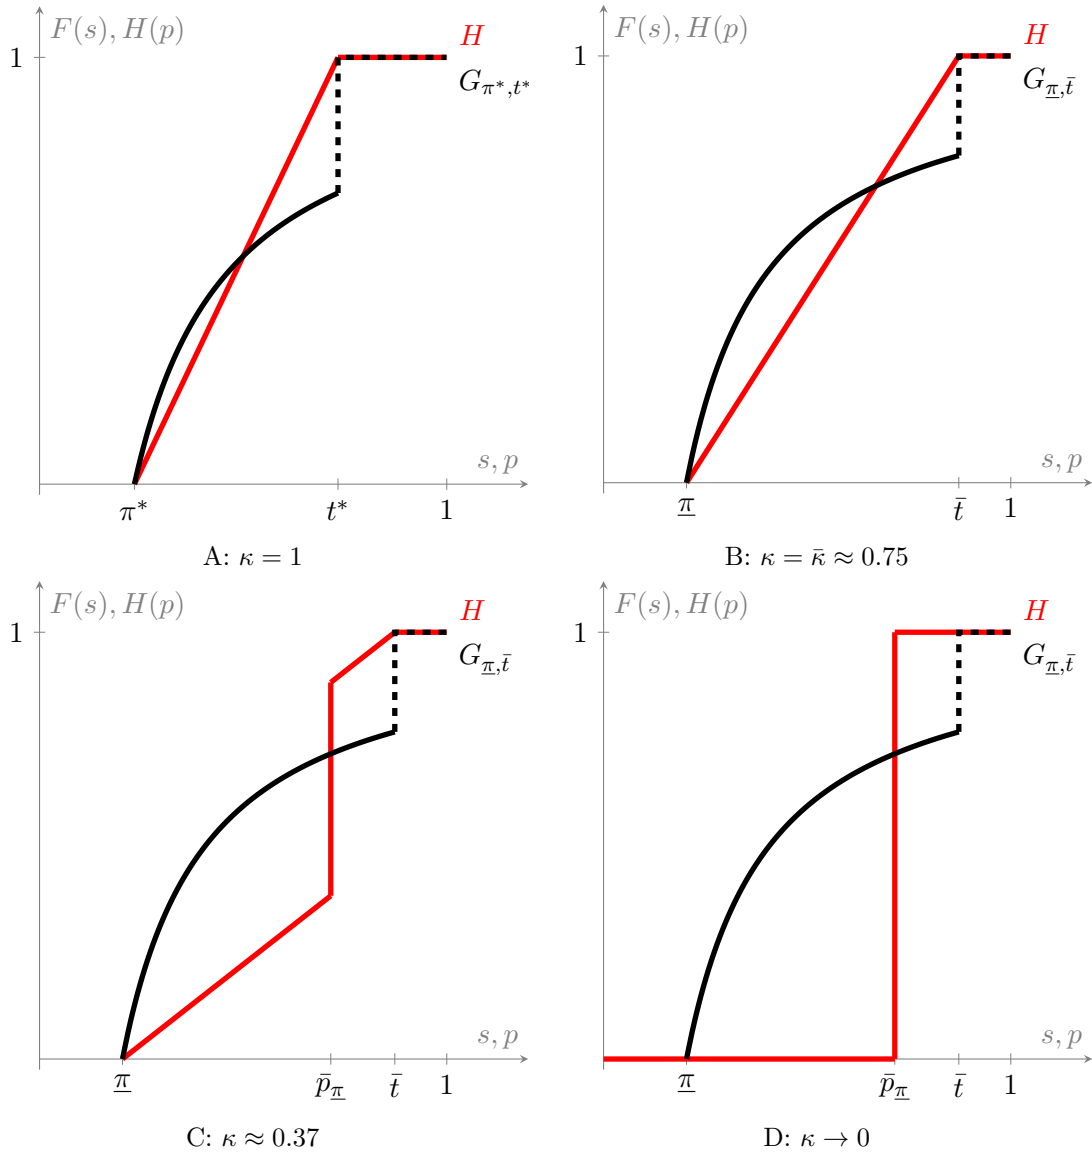 F(s), H(p)
H
1
G_{π*,t*}
s, p
π*
t*
1
A: κ = 1
F(s), H(p)
H
1
G_{π̲,t̄}
s, p
π̲
t̄
1
B: κ = κ̄ ≈ 0.75
F(s), H(p)
H
1
G_{π̲,t̄}
s, p
π̲
p̄_π̲
t̄
1
C: κ ≈ 0.37
F(s), H(p)
H
G_{π̲,t̄}
1
s, p
π̲
p̄_π̲
t̄
1
D: κ → 0